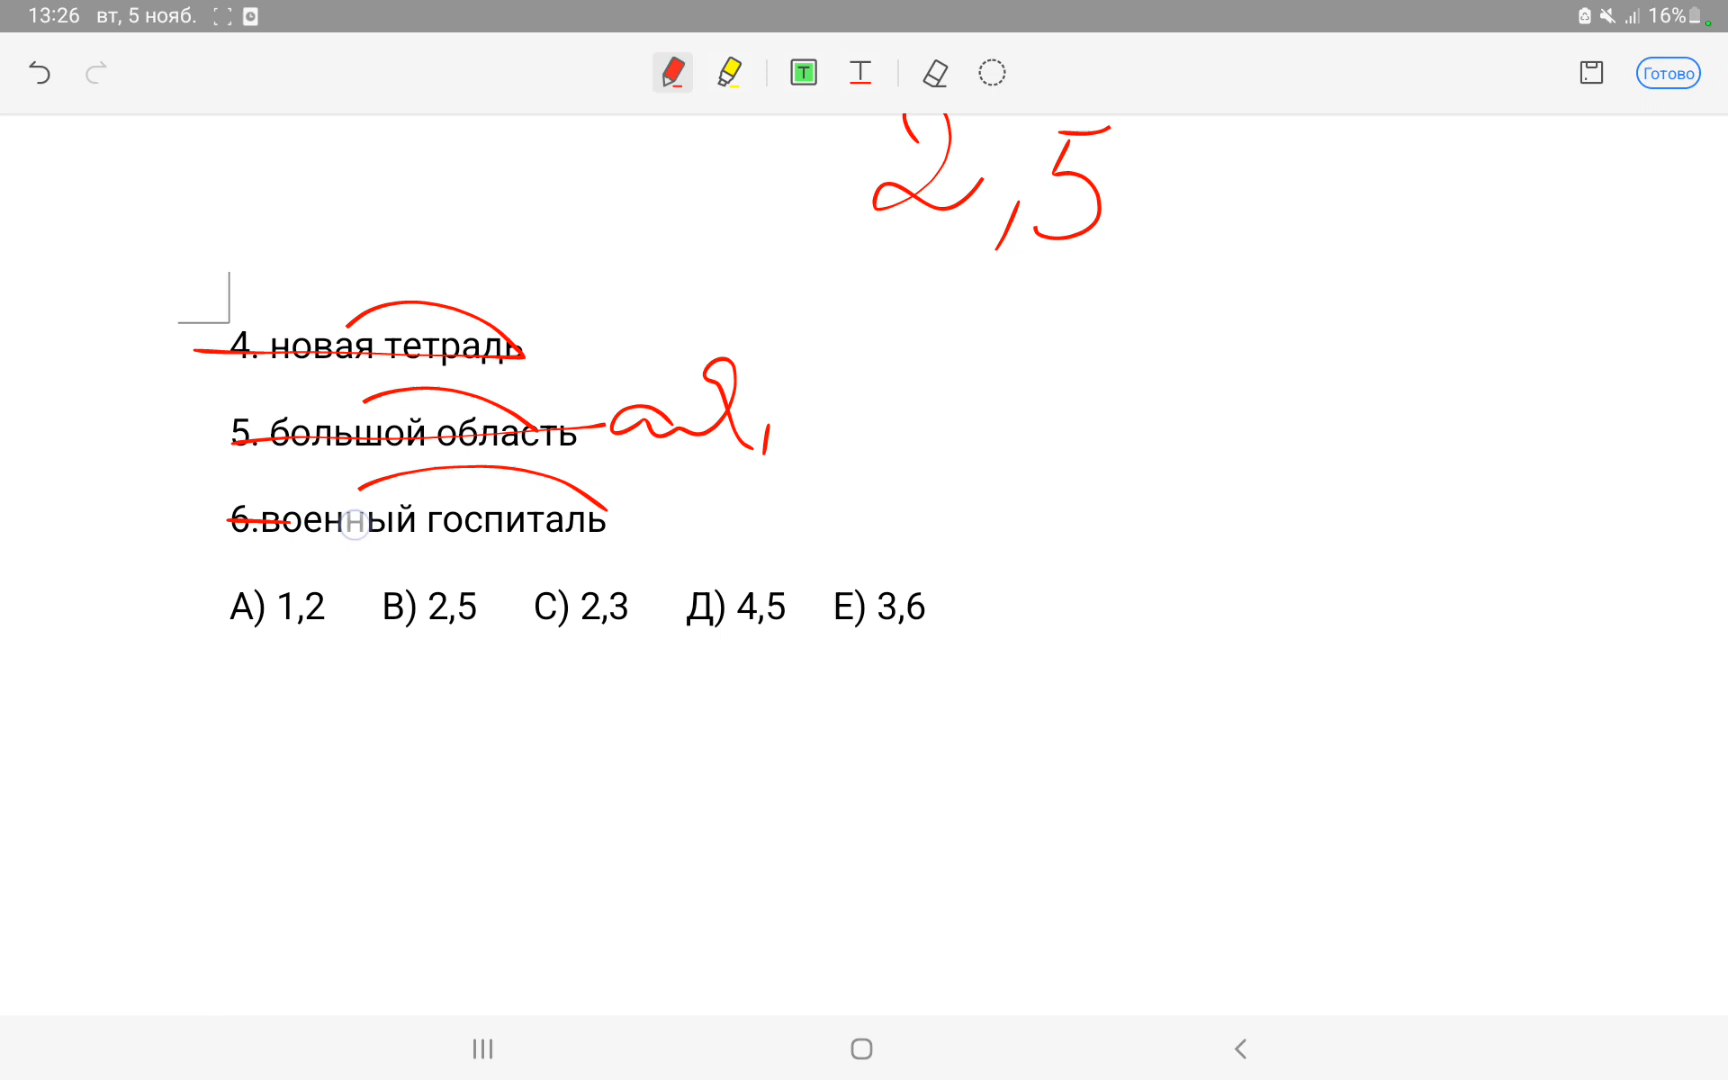 13:26 вт, 5 нояб. 16%
T T Готово
2,5
4. новая тетрадь
5. большой область - ая,
6.военный госпиталь
А) 1,2 В) 2,5 С) 2,3 Д) 4,5 Е) 3,6